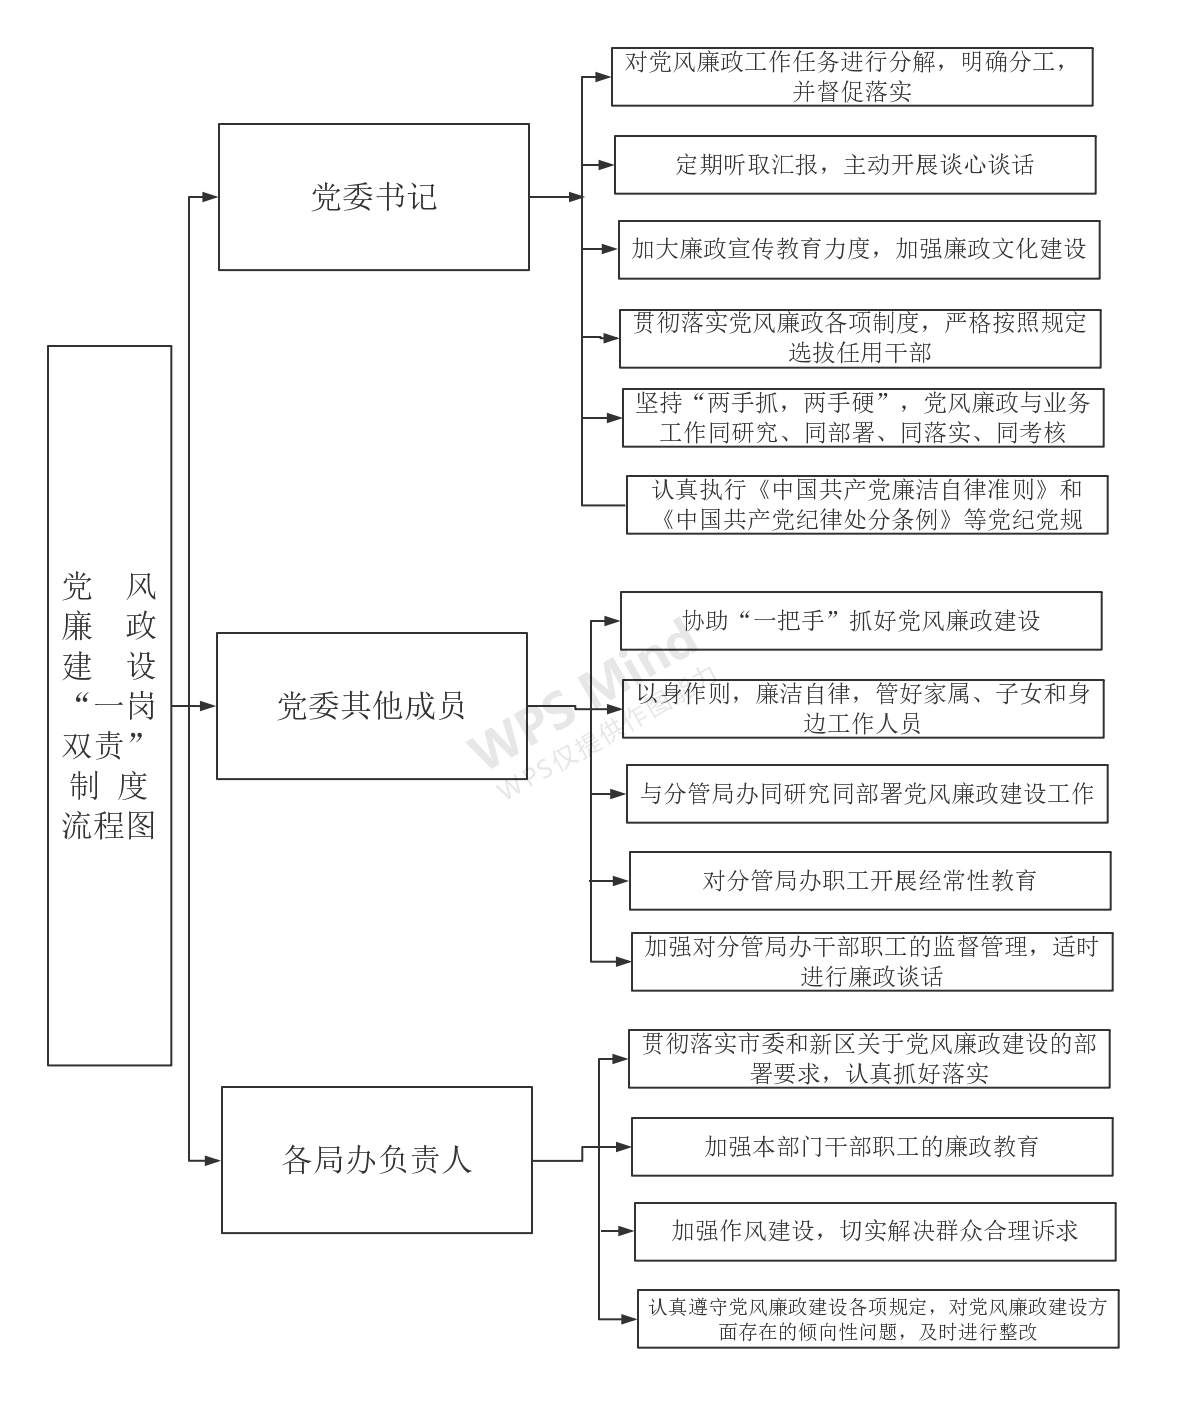 党风
廉政
建设
“一岗
双责”
制度
流程图
党委书记
对党风廉政工作任务进行分解，明确分工，
并督促落实
定期听取汇报，主动开展谈心谈话
加大廉政宣传教育力度，加强廉政文化建设
贯彻落实党风廉政各项制度，严格按照规定
选拔任用干部
坚持“两手抓，两手硬”，党风廉政与业务
工作同研究、同部署、同落实、同考核
认真执行《中国共产党廉洁自律准则》和
《中国共产党纪律处分条例》等党纪党规
党委其他成员
协助“一把手”抓好党风廉政建设
以身作则，廉洁自律，管好家属、子女和身
边工作人员
与分管局办同研究同部署党风廉政建设工作
对分管局办职工开展经常性教育
加强对分管局办干部职工的监督管理，适时
进行廉政谈话
各局办负责人
贯彻落实市委和新区关于党风廉政建设的部
署要求，认真抓好落实
加强本部门干部职工的廉政教育
加强作风建设，切实解决群众合理诉求
认真遵守党风廉政建设各项规定，对党风廉政建设方
面存在的倾向性问题，及时进行整改
WPS Mind
WPS仅提供作图能力